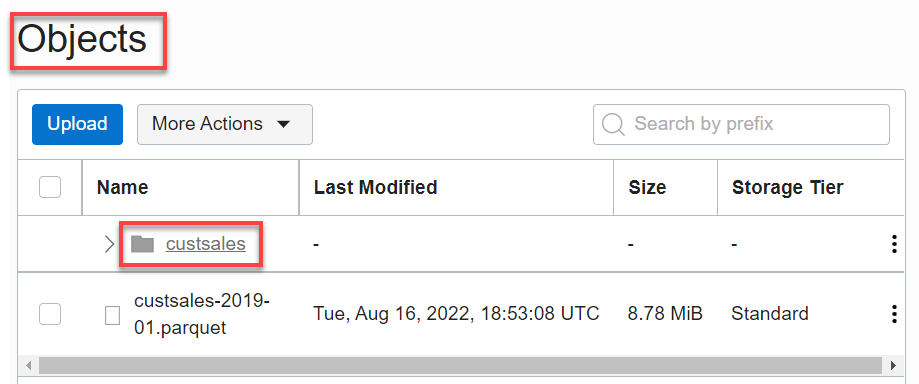 Objects
Upload
More Actions
Search by prefix
Name Last Modified Size Storage Tier
custsales - - -
custsales-2019-
01.parquet Tue, Aug 16, 2022, 18:53:08 UTC 8.78 MiB Standard